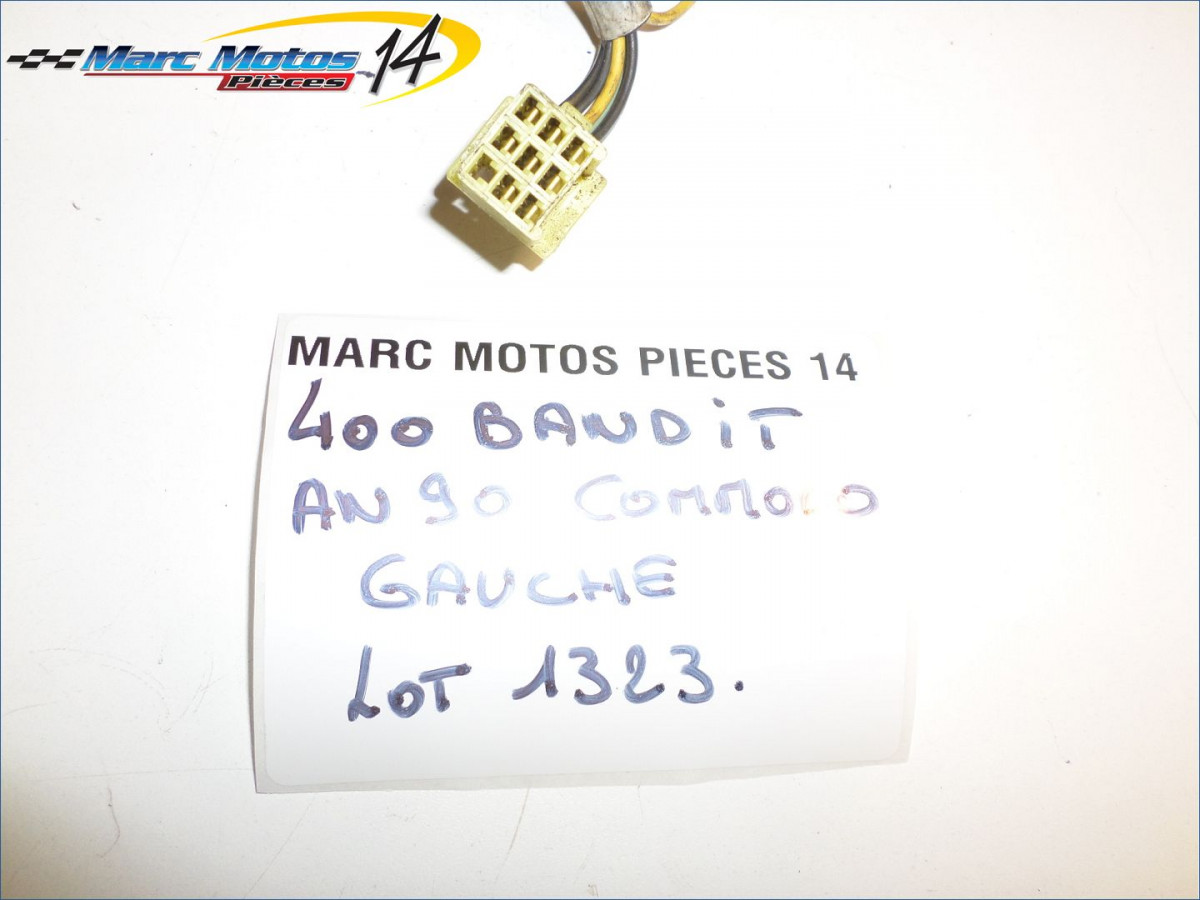 Marc Motos 14
Pièces
MARC MOTOS PIECES 14
400 BANDiT
AN 90 COMMODO
GAUCHE
LOT 1323.